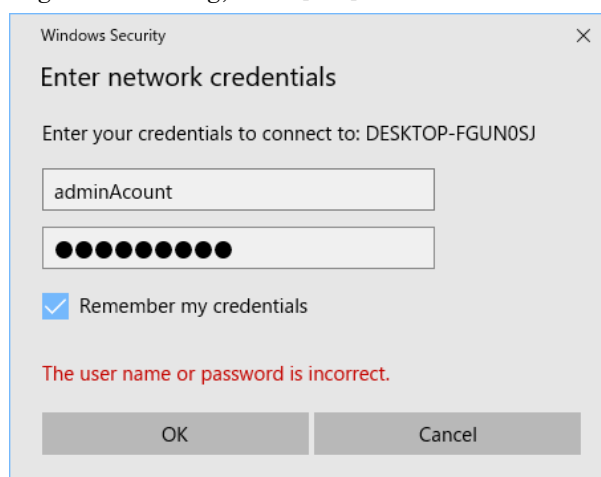 Windows Security
Enter network credentials
Enter your credentials to connect to: DESKTOP-FGUN0SJ
adminAcount
●●●●●●●●●
Remember my credentials
The user name or password is incorrect.
OK
Cancel